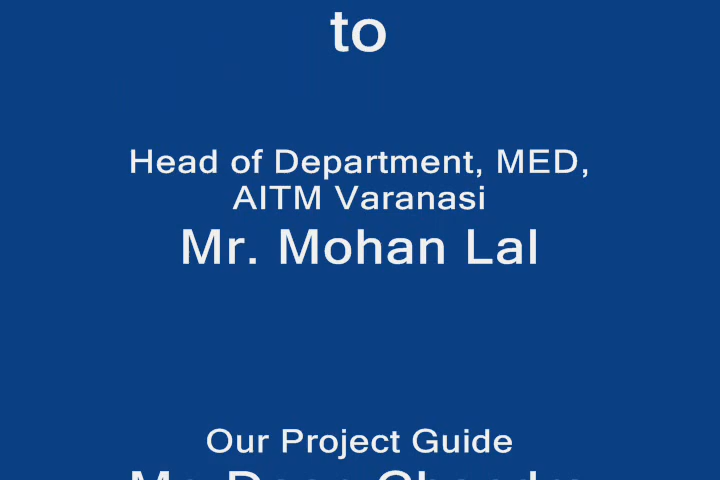 to
Head of Department, MED,
AITM Varanasi
Mr. Mohan Lal
Our Project Guide